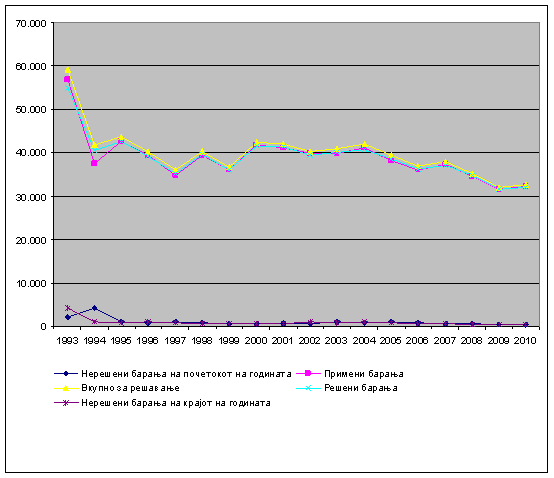 70.000
60.000
50.000
40.000
30.000
20.000
10.000
0
1993 1994 1995 1996 1997 1998 1999 2000 2001 2002 2003 2004 2005 2006 2007 2008 2009 2010
Нерешени барања на почетокот на годината Примени барања
Вкупно за решавање Решени барања
Нерешени барања на крајот на годината